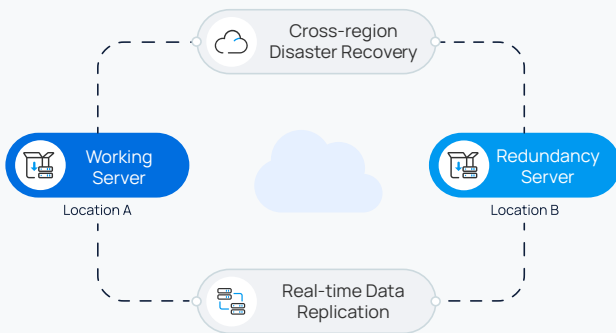 Cross-region
Disaster Recovery
Working
Server
Location A
Redundancy
Server
Location B
Real-time Data
Replication